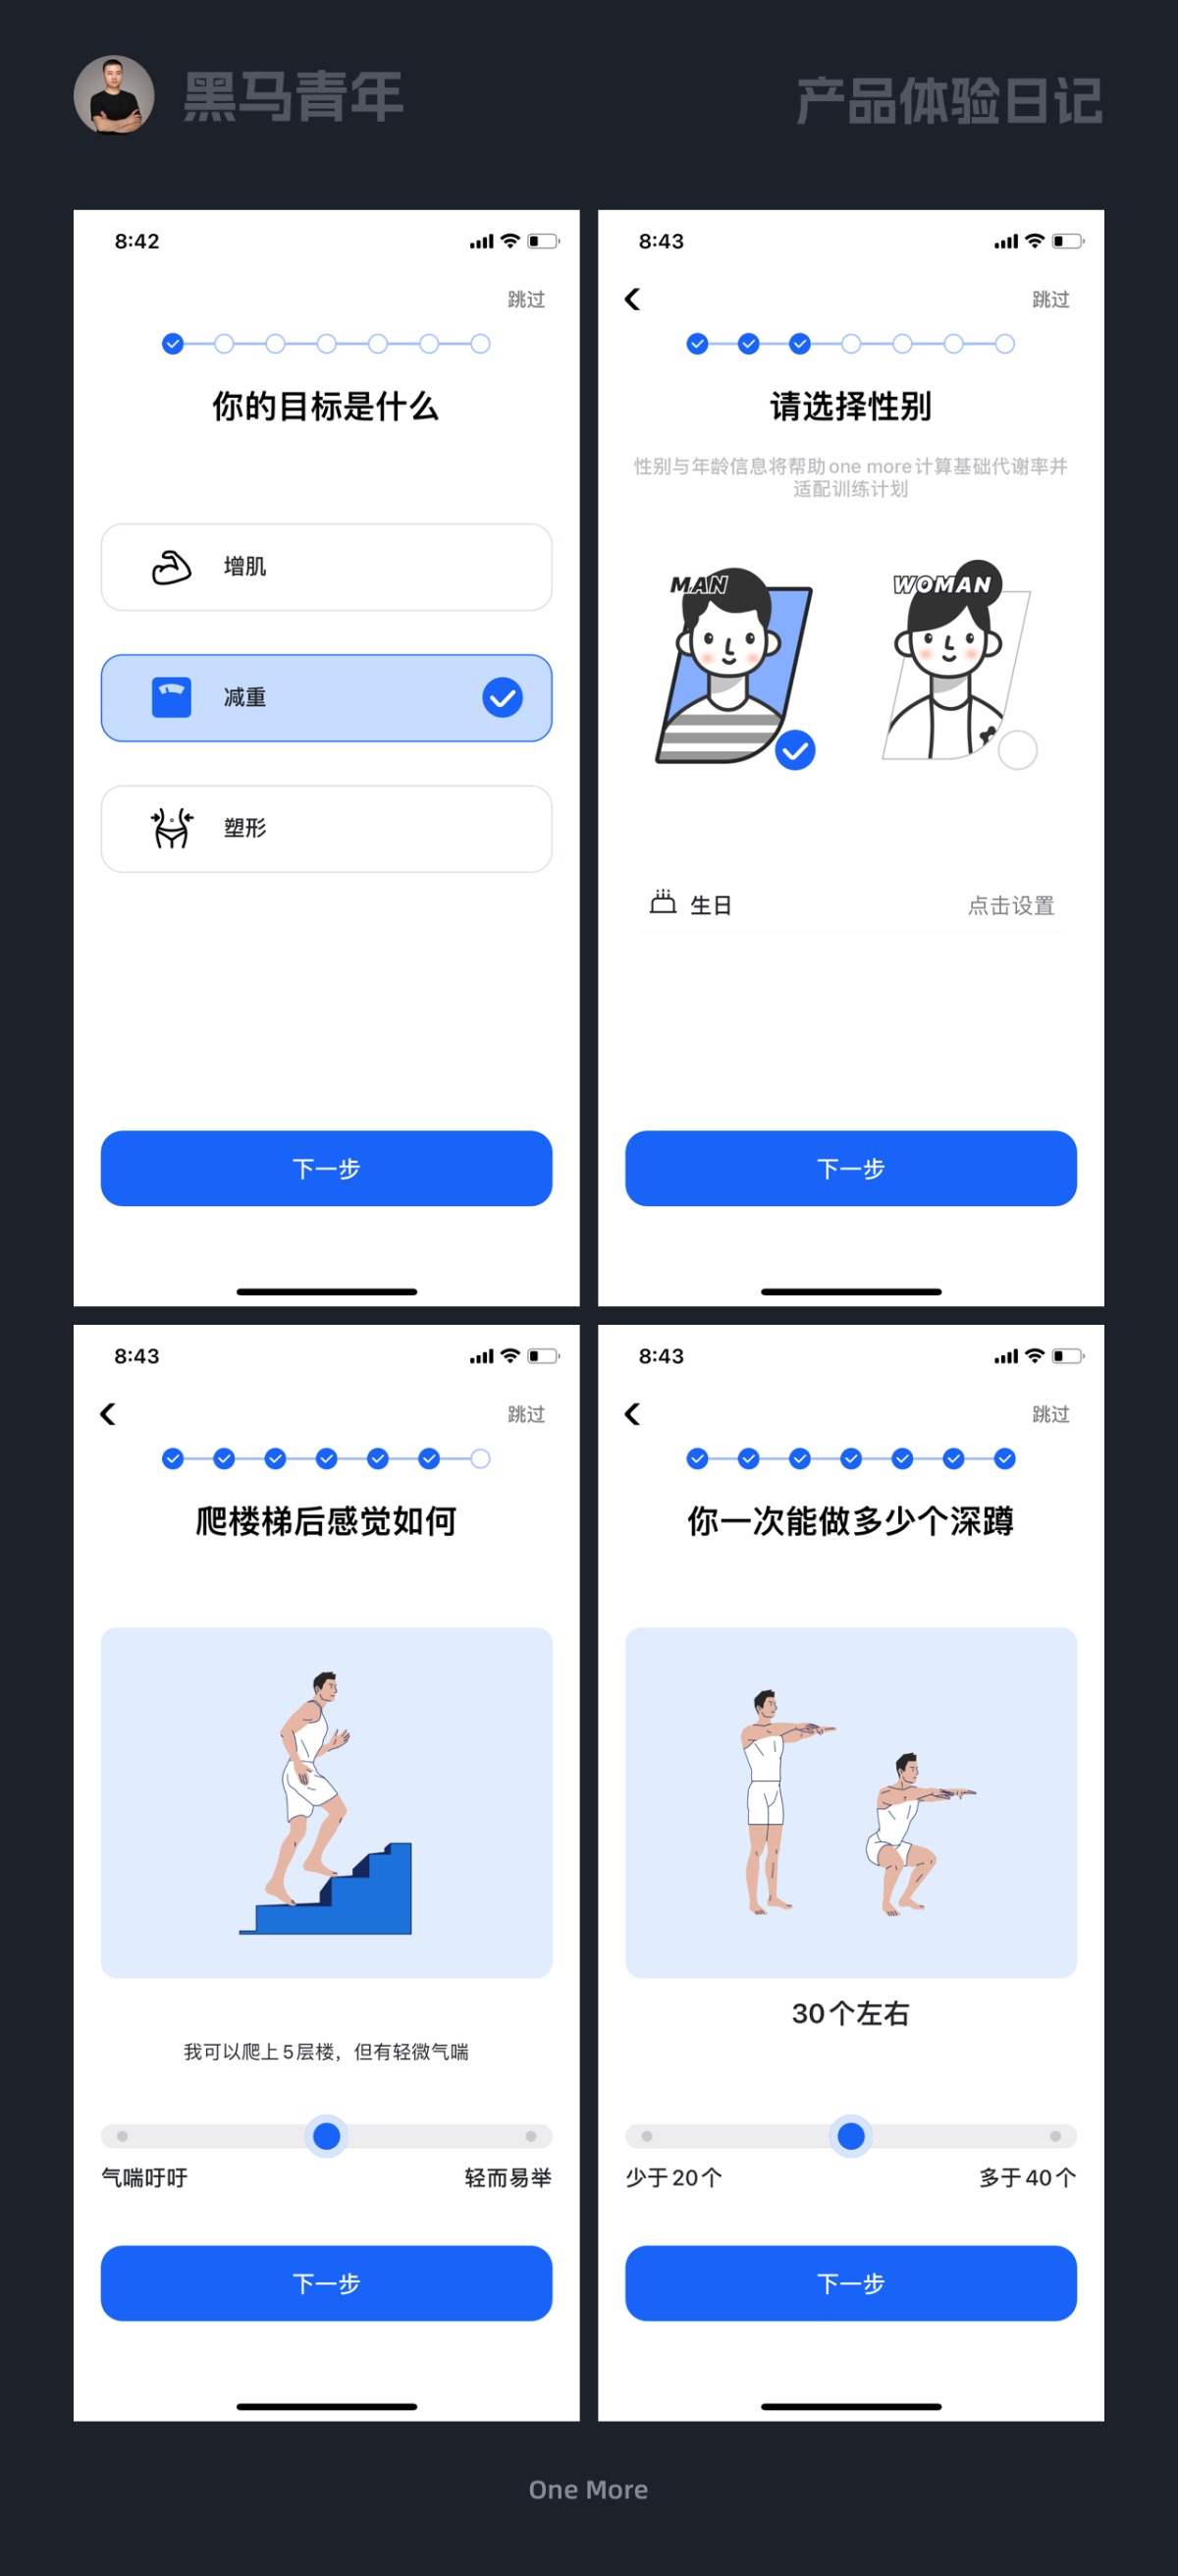 黑马青年
产品体验日记
8:42
跳过
你的目标是什么
增肌
减重
塑形
下一步
8:43
跳过
请选择性别
性别与年龄信息将帮助one more计算基础代谢率并
适配训练计划
MAN
WOMAN
生日
点击设置
下一步
8:43
跳过
爬楼梯后感觉如何
我可以爬上5层楼，但有轻微气喘
气喘吁吁
轻而易举
下一步
8:43
跳过
你一次能做多少个深蹲
30个左右
少于20个
多于40个
下一步
One More